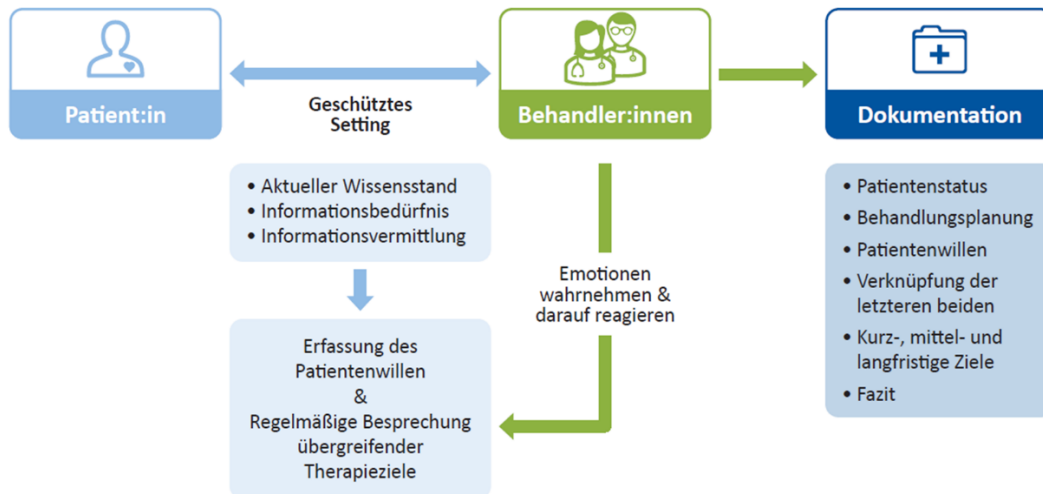 Patient:in
Geschütztes
Setting
Behandler:innen
Dokumentation
• Aktueller Wissensstand
• Informationsbedürfnis
• Informationsvermittlung
Emotionen
wahrnehmen &
darauf reagieren
Erfassung des
Patientenwillen
&
Regelmäßige Besprechung
übergreifender
Therapieziele
• Patientenstatus
• Behandlungsplanung
• Patientenwillen
• Verknüpfung der
letzteren beiden
• Kurz-, mittel- und
langfristige Ziele
• Fazit